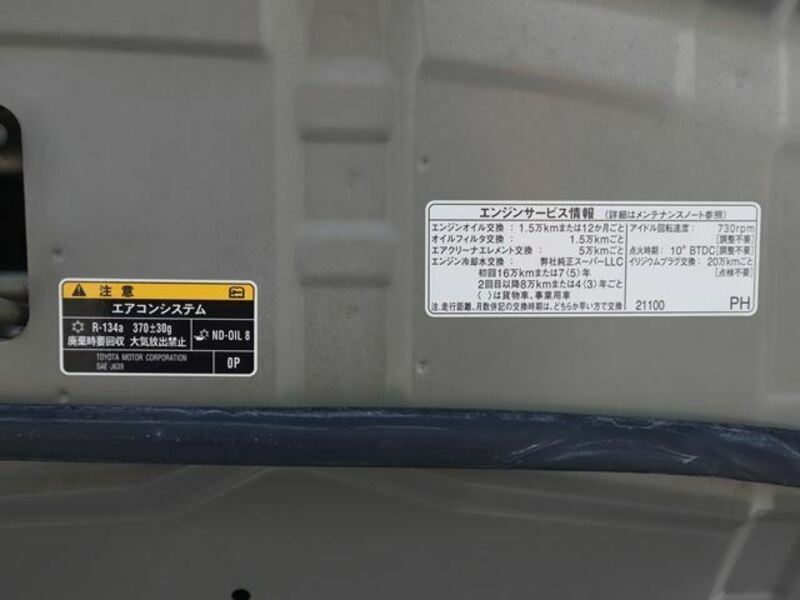 注意
エアコンシステム
R-134a 370±30g
廃棄時要回収 大気放出禁止
ND-OIL 8
TOYOTA MOTOR CORPORATION
SAE J639
0P
エンジンサービス情報 (詳細はメンテナンスノート参照)
エンジンオイル交換 : 1.5万kmまたは12か月ごと
オイルフィルタ交換 : 1.5万kmごと
エアクリーナエレメント交換 : 5万kmごと
エンジン冷却水交換 : 弊社純正スーパーLLC
初回16万kmまたは7(5)年
2回目以降8万kmまたは4(3)年ごと
( )は貨物車、事業用車
注.走行距離、月数併記の交換時期は、どちらか早い方で交換
アイドル回転速度: 730rpm
[調整不要]
点火時期: 10°BTDC[調整不要]
イリジウムプラグ交換: 20万kmごと
[点検不要]
21100 PH